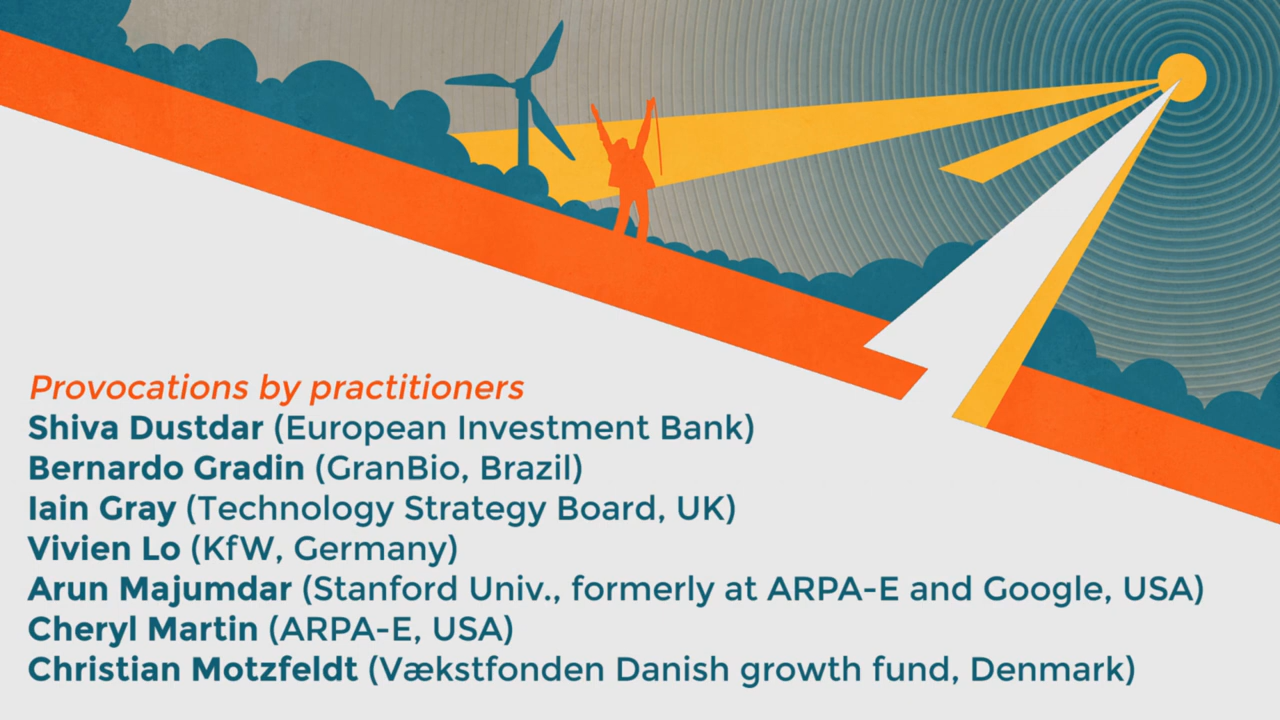 Provocations by practitioners
Shiva Dustdar (European Investment Bank)
Bernardo Gradin (GranBio, Brazil)
Iain Gray (Technology Strategy Board, UK)
Vivien Lo (KfW, Germany)
Arun Majumdar (Stanford Univ., formerly at ARPA-E and Google, USA)
Cheryl Martin (ARPA-E, USA)
Christian Motzfeldt (Vækstfonden Danish growth fund, Denmark)